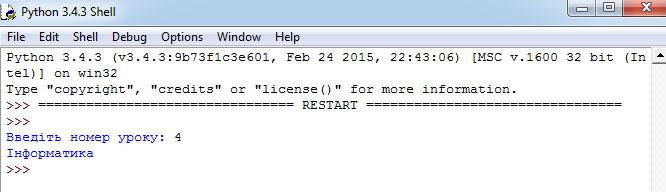 Python 3.4.3 Shell
File Edit Shell Debug Options Window Help
Python 3.4.3 (v3.4.3:9b73f1c3e601, Feb 24 2015, 22:43:06) [MSC v.1600 32 bit (In
tel)] on win32
Type "copyright", "credits" or "license()" for more information.
>>> ================================ RESTART ================================
>>>
Введіть номер уроку: 4
Інформатика
>>>